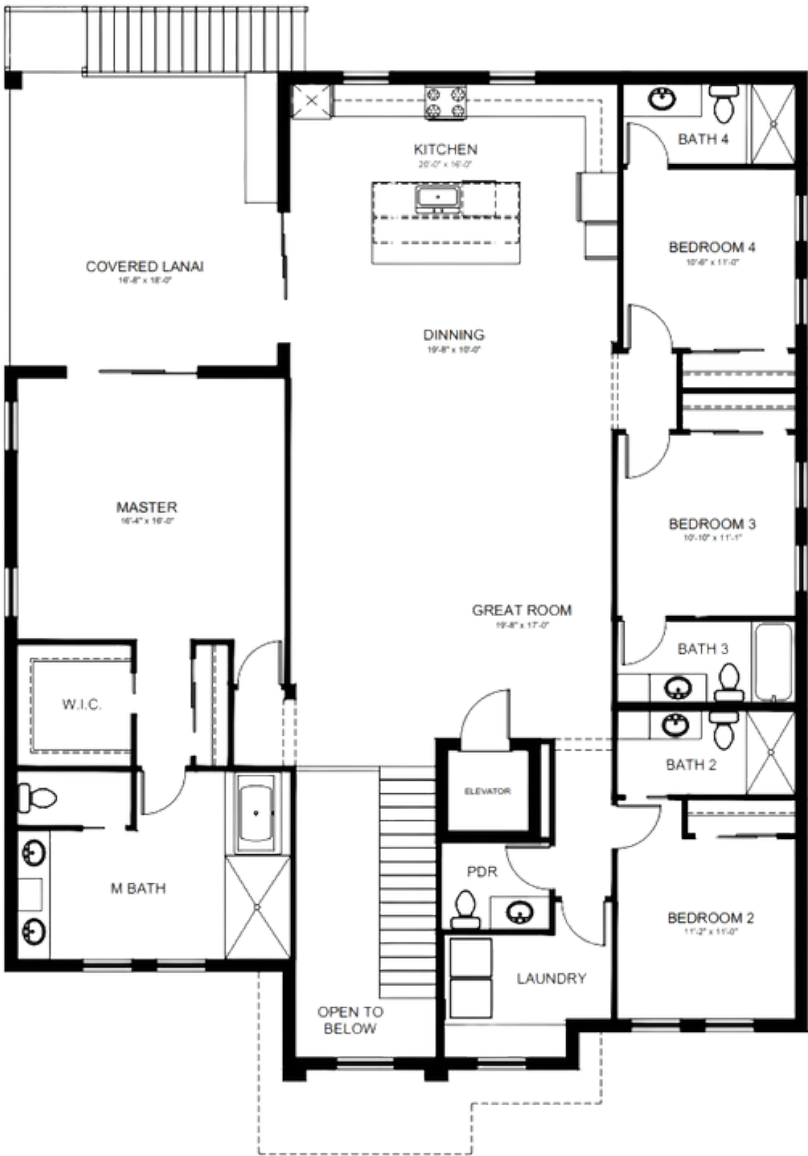 KITCHEN
20'-0" x 16'-0"
BATH 4
BEDROOM 4
10'-6" x 11'-0"
COVERED LANAI
16'-8" x 18'-0"
DINNING
19'-8" x 10'-0"
MASTER
16'-4" x 16'-0"
BEDROOM 3
10'-10" x 11'-1"
GREAT ROOM
19'-8" x 17'-0"
BATH 3
W.I.C.
BATH 2
ELEVATOR
PDR
M BATH
BEDROOM 2
11'-2" x 11'-0"
LAUNDRY
OPEN TO
BELOW